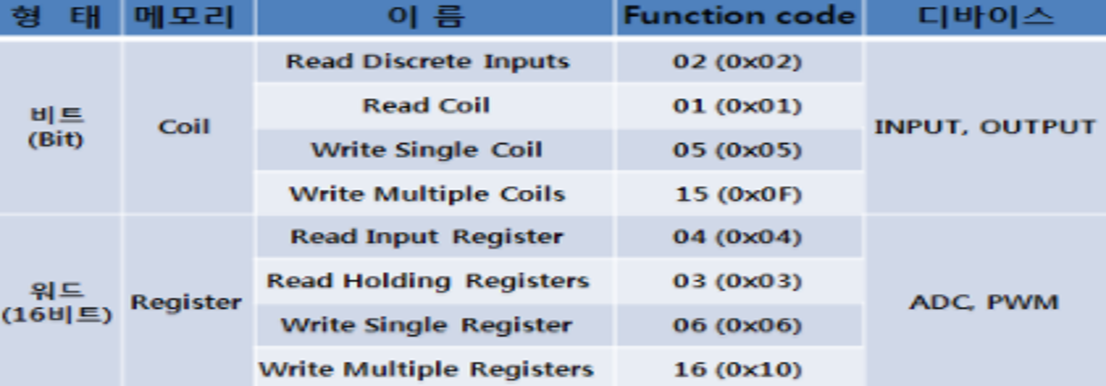 형 태 메모리 이 름 Function code 디바이스
비트
(Bit)
Coil
Read Discrete Inputs 02 (0x02)
Read Coil 01 (0x01)
Write Single Coil 05 (0x05)
Write Multiple Coils 15 (0x0F)
INPUT, OUTPUT
워드
(16비트)
Register
Read Input Register 04 (0x04)
Read Holding Registers 03 (0x03)
Write Single Register 06 (0x06)
Write Multiple Registers 16 (0x10)
ADC, PWM